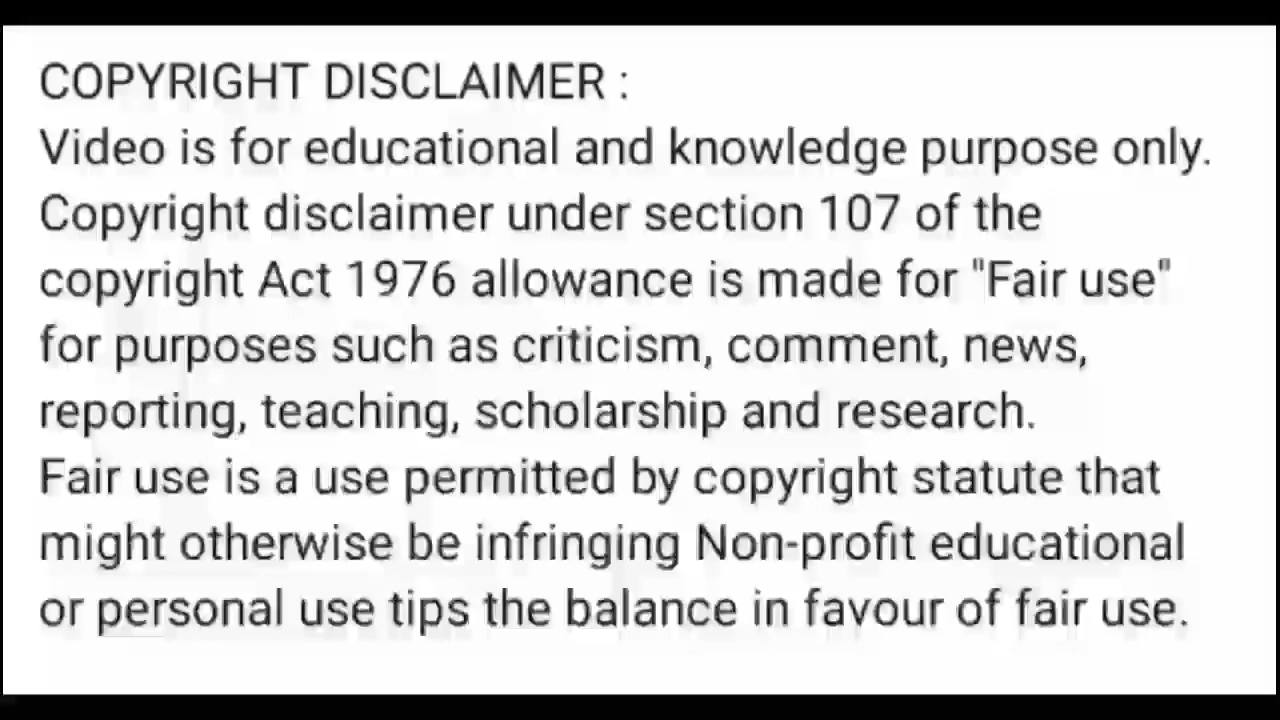 COPYRIGHT DISCLAIMER :
Video is for educational and knowledge purpose only.
Copyright disclaimer under section 107 of the
copyright Act 1976 allowance is made for "Fair use"
for purposes such as criticism, comment, news,
reporting, teaching, scholarship and research.
Fair use is a use permitted by copyright statute that
might otherwise be infringing Non-profit educational
or personal use tips the balance in favour of fair use.